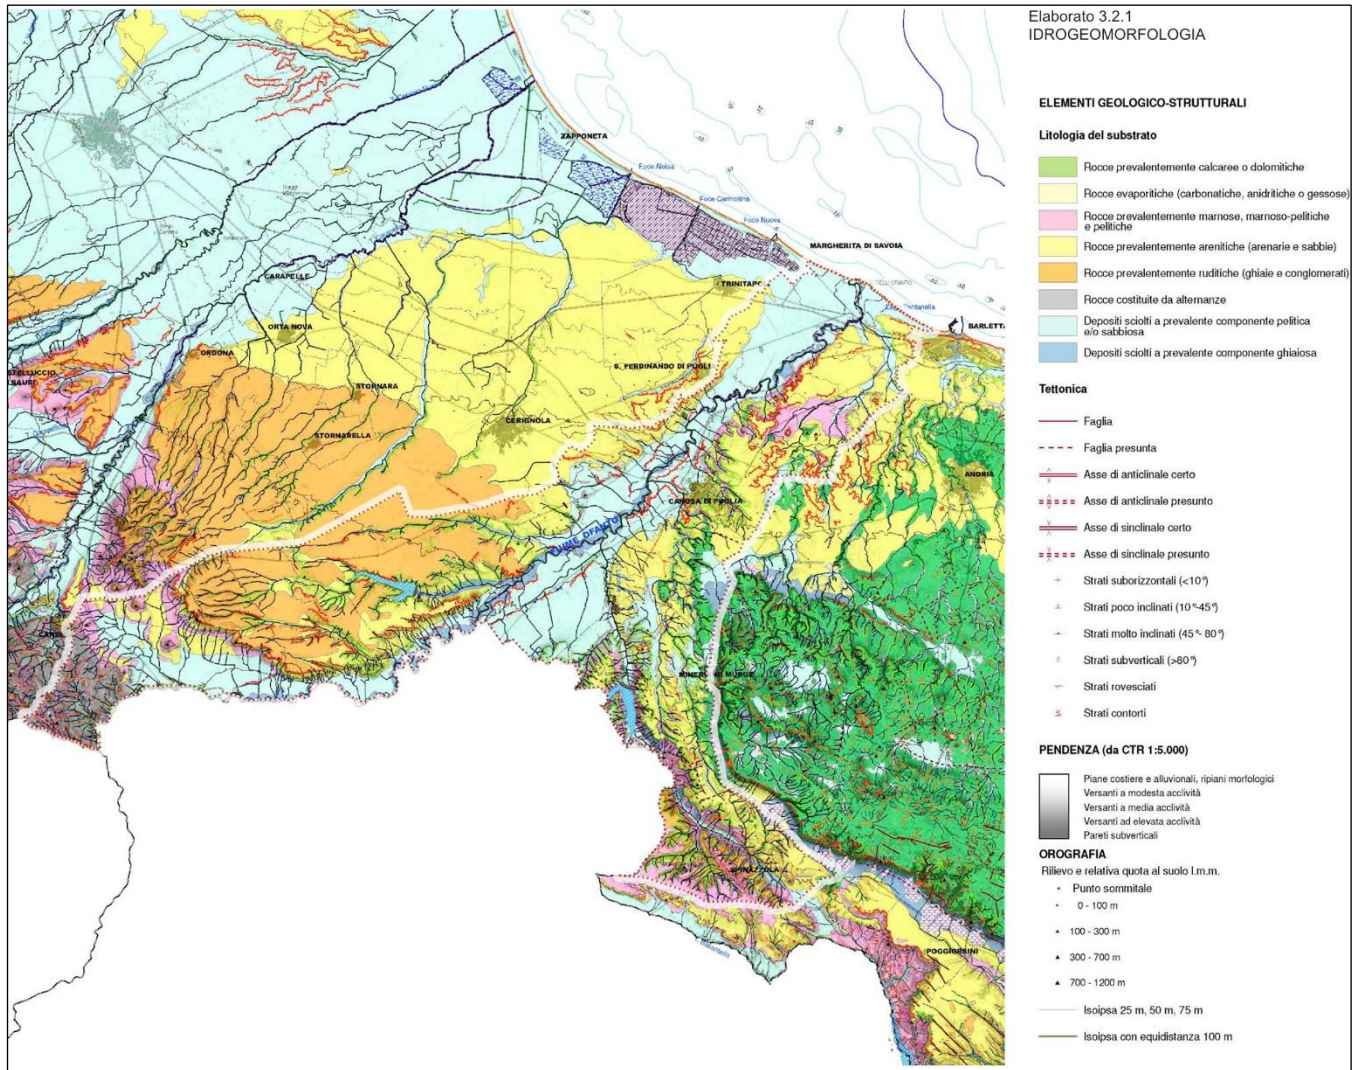 Elaborato 3.2.1
IDROGEOMORFOLOGIA
ELEMENTI GEOLOGICO-STRUTTURALI
Litologia del substrato
Rocce prevalentemente calcaree o dolomitiche
Rocce evaporitiche (carbonatiche, anidritiche o gessose)
Rocce prevalentemente marnose, marnoso-pelitiche
e pelitiche
Rocce prevalentemente arenitiche (arenarie e sabbie)
Rocce prevalentemente ruditiche (ghiaie e conglomerati)
Rocce costituite da alternanze
Depositi sciolti a prevalente componente pelitica
e/o sabbiosa
Depositi sciolti a prevalente componente ghiaiosa
Tettonica
Faglia
Faglia presunta
Asse di anticlinale certo
Asse di anticlinale presunto
Asse di sinclinale certo
Asse di sinclinale presunto
Strati suborizzontali (<10°)
Strati poco inclinati (10°-45°)
Strati molto inclinati (45°- 80°)
Strati subverticali (>80°)
Strati rovesciati
Strati contorti
PENDENZA (da CTR 1:5.000)
Piane costiere e alluvionali, ripiani morfologici
Versanti a modesta acclività
Versanti a media acclività
Versanti ad elevata acclività
Pareti subverticali
OROGRAFIA
Rilievo e relativa quota al suolo l.m.m.
Punto sommitale
0 - 100 m
100 - 300 m
300 - 700 m
700 - 1200 m
Isoipsa 25 m, 50 m, 75 m
Isoipsa con equidistanza 100 m
ZAPPONETA
Foce Aloisa
Foce Carmosina
Foce Nuova
MARGHERITA DI SAVOIA
CARAPELLE
TRINITAPO
BARLETTA
ORTA NOVA
ORDONA
S. FERDINANDO DI PUGLI
STORNARA
CERIGNOLA
STORNARELLA
ANDRIA
CANOSA DI PUGLIA
FIUME OFANTO
MINERVINO MURGE
SPINAZZOLA
POGGIORSINI